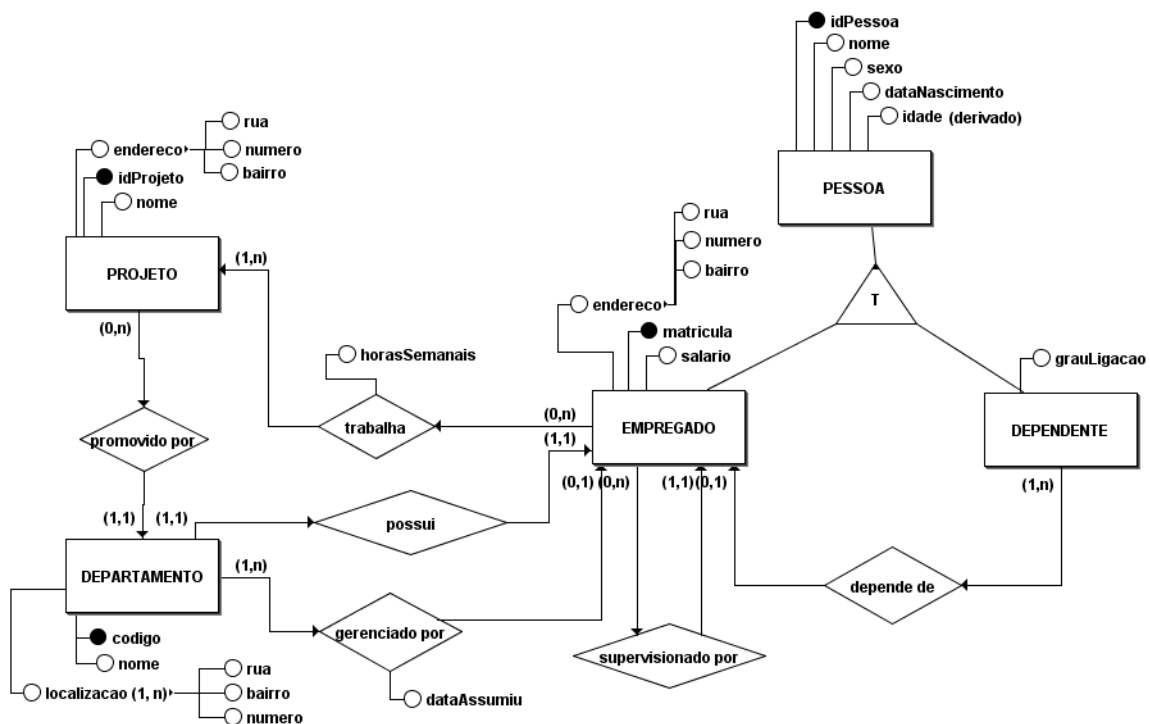 idPessoa
nome
sexo
dataNascimento
idade (derivado)
PESSOA
rua
endereco
numero
bairro
idProjeto
nome
PROJETO
(1,n)
(0,n)
rua
numero
bairro
endereco
matricula
salario
T
grauLigacao
horasSemanais
trabalha
(0,n)
(1,1)
EMPREGADO
DEPENDENTE
(0,1) (0,n)
(1,1) (0,1)
(1,n)
promovido por
(1,1)
(1,1)
possui
DEPARTAMENTO
(1,n)
gerenciado por
supervisionado por
depende de
codigo
nome
localizacao (1, n)
rua
bairro
numero
dataAssumiu